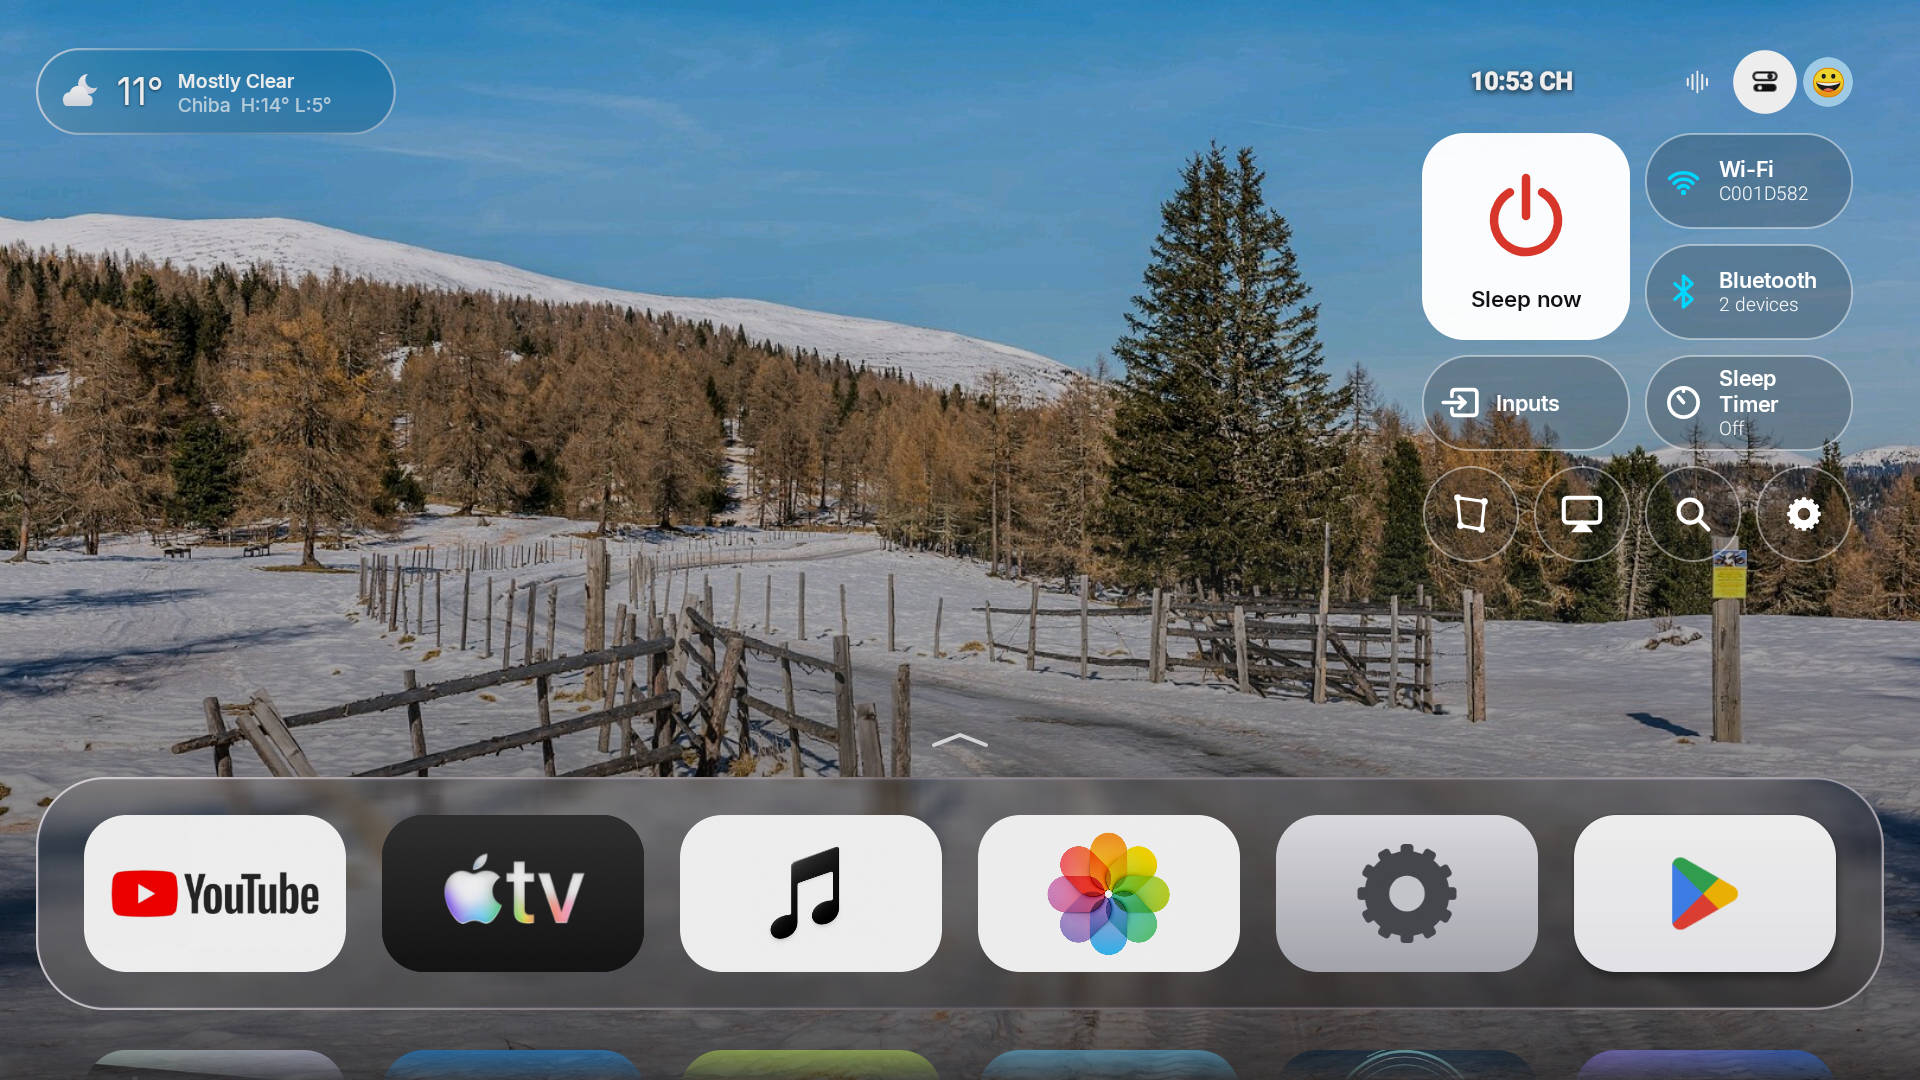 11° Mostly Clear
Chiba H:14° L:5°
10:53 CH
Sleep now
Wi-Fi
C001D582
Bluetooth
2 devices
Inputs
Sleep
Timer
Off
YouTube
tv